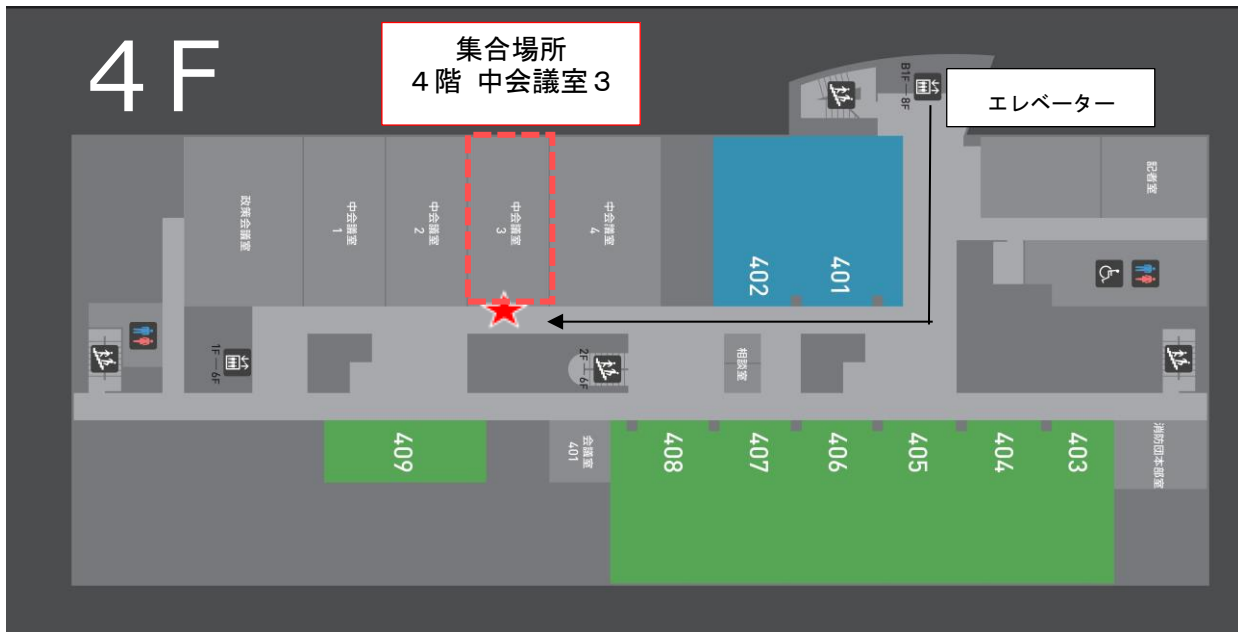 4F
集合場所
4階 中会議室3
B1F—8F
エレベーター
政策会議室
中会議室
1
中会議室
2
中会議室
3
中会議室
4
402
401
記者室
1F—6F
2F—6F
相談室
409
会議室
401
408
407
406
405
404
403
消防団本部室